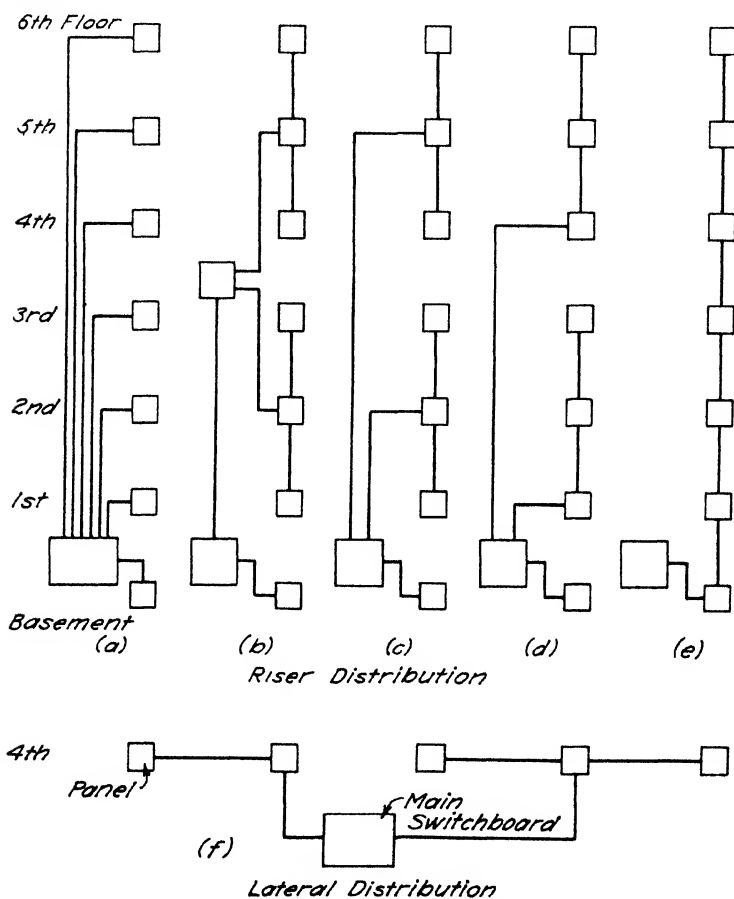 6th Floor
5th
4th
3rd
2nd
1st
Basement
(a) (b) (c) (d) (e)
Riser Distribution
4th
Panel
Main
Switchboard
(f)
Lateral Distribution